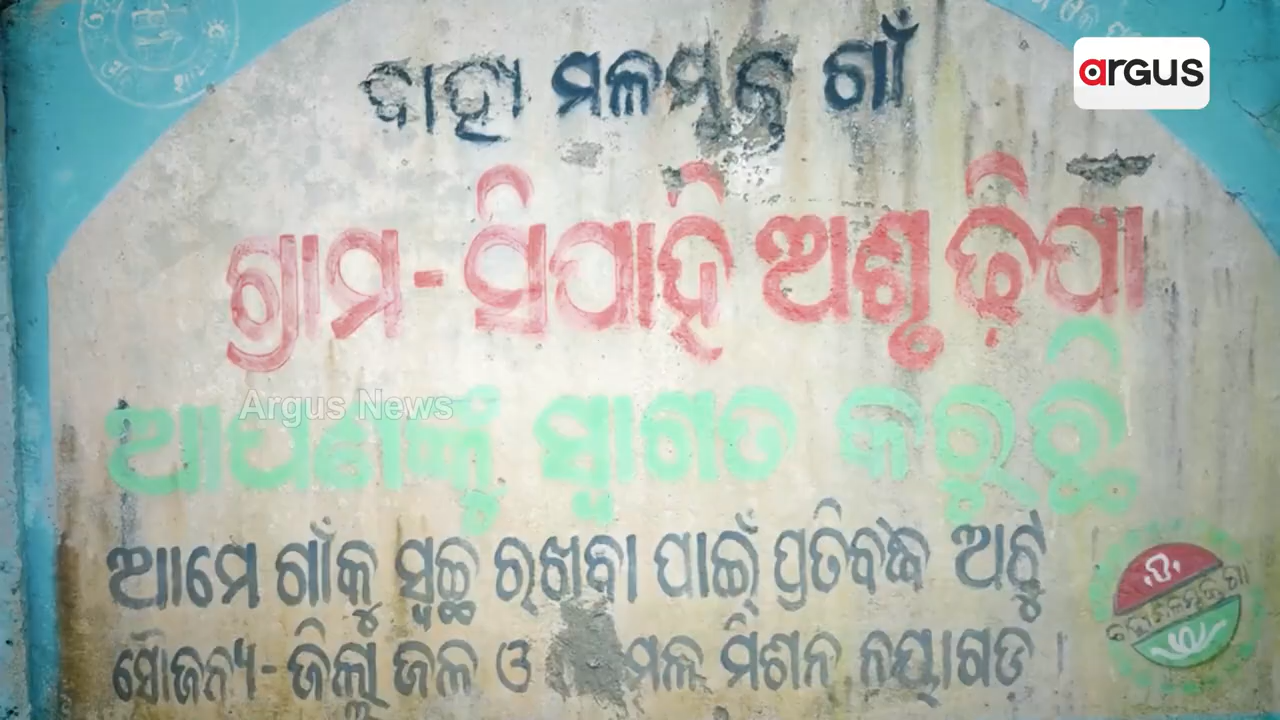 argus
ବାହ୍ୟ ମଳମୁକ୍ତ ଗାଁ
ଗ୍ରାମ - ସିପାହି ଅଣ୍ଡଢ଼ିପା
ଆପଣଙ୍କୁ ସ୍ୱାଗତ କରୁଛି
Argus News
ଆମେ ଗାଁକୁ ସ୍ୱଚ୍ଛ ରଖିବା ପାଇଁ ପ୍ରତିବଦ୍ଧ ଅଟୁ
ସୌଜନ୍ୟ - ଜିଲ୍ଲା ଜଳ ଓ ମଳ ମିଶନ ନୟାଗଡ଼ ।